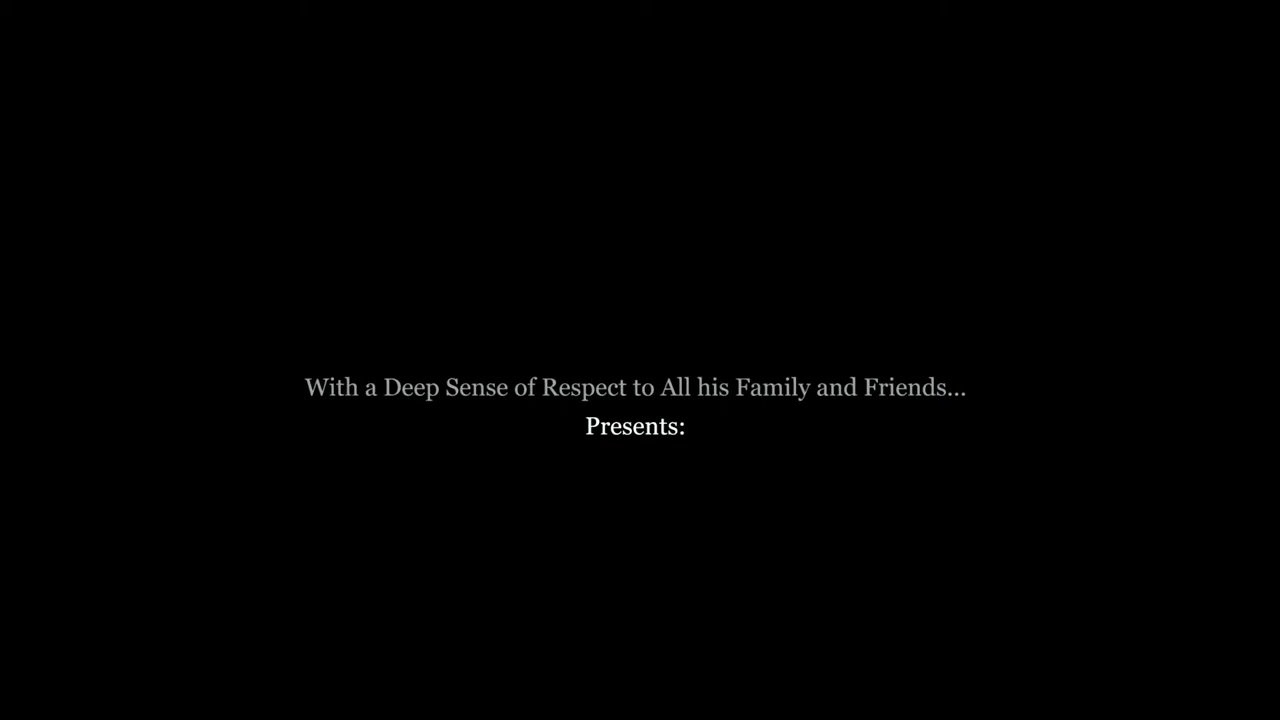 With a Deep Sense of Respect to All his Family and Friends...
Presents: